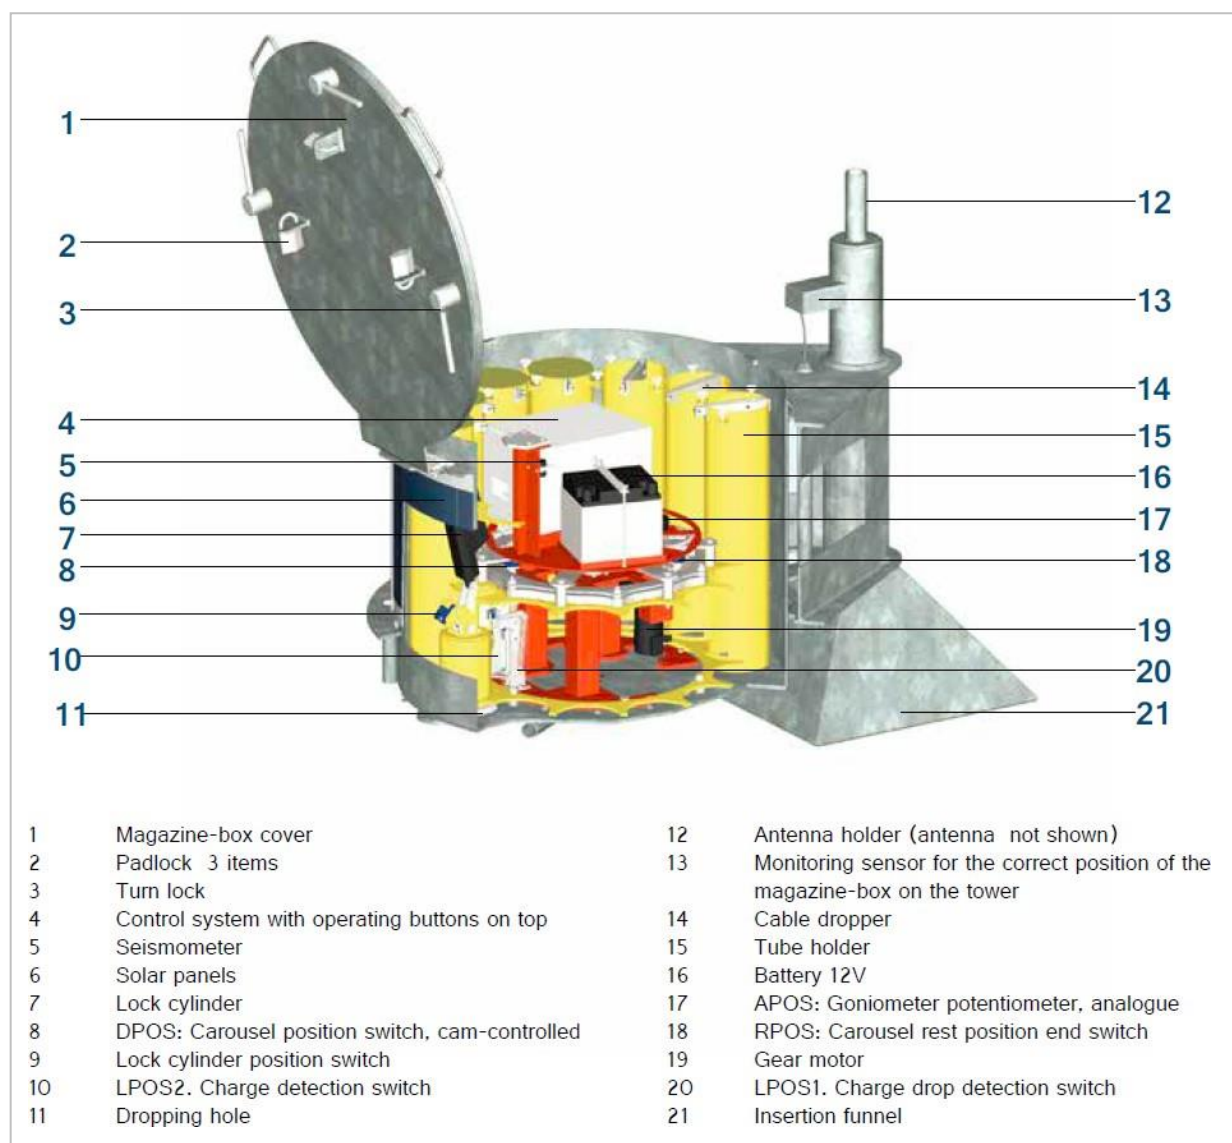 1
2
3
4
5
6
7
8
9
10
11
12
13
14
15
16
17
18
19
20
21
1 Magazine-box cover
2 Padlock 3 items
3 Turn lock
4 Control system with operating buttons on top
5 Seismometer
6 Solar panels
7 Lock cylinder
8 DPOS: Carousel position switch, cam-controlled
9 Lock cylinder position switch
10 LPOS2. Charge detection switch
11 Dropping hole
12 Antenna holder (antenna not shown)
13 Monitoring sensor for the correct position of the
magazine-box on the tower
14 Cable dropper
15 Tube holder
16 Battery 12V
17 APOS: Goniometer potentiometer, analogue
18 RPOS: Carousel rest position end switch
19 Gear motor
20 LPOS1. Charge drop detection switch
21 Insertion funnel